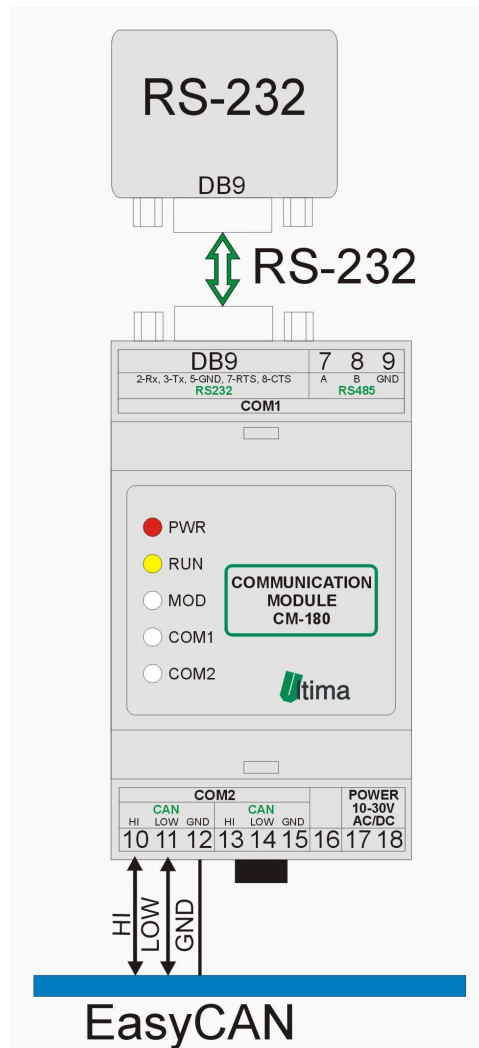 RS-232
DB9
RS-232
DB9 7 8 9
2-Rx, 3-Tx, 5-GND, 7-RTS, 8-CTS A B GND
RS232 RS485
COM1
PWR
RUN
MOD
COM1
COM2
COMMUNICATION
MODULE
CM-180
Ultima
COM2 POWER
CAN CAN 10-30V
HI LOW GND HI LOW GND AC/DC
10 11 12 13 14 15 16 17 18
HI
LOW
GND
EasyCAN